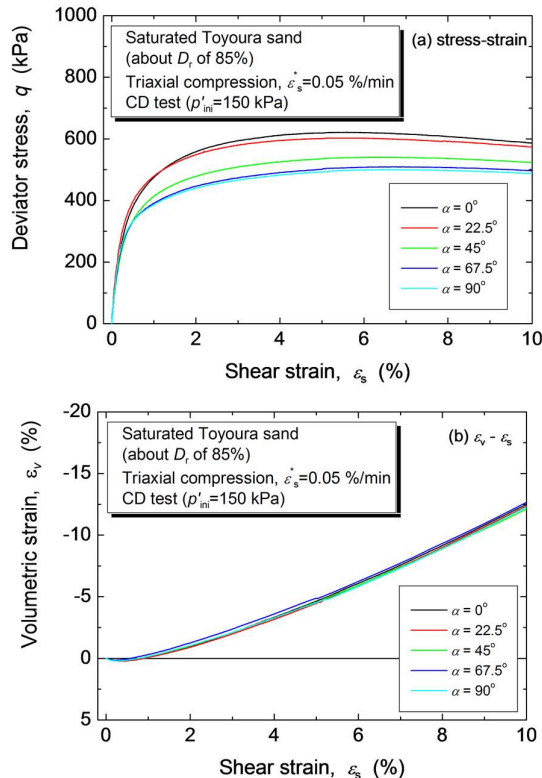 1000
800
600
400
200
0
Deviator stress, q (kPa)
Saturated Toyoura sand
(about Dr of 85%)
Triaxial compression, ε*s=0.05 %/min
CD test (p'ini=150 kPa)
(a) stress-strain
α = 0°
α = 22.5°
α = 45°
α = 67.5°
α = 90°
0 2 4 6 8 10
Shear strain, εs (%)
-20
-15
-10
-5
0
5
Volumetric strain, εv (%)
Saturated Toyoura sand
(about Dr of 85%)
Triaxial compression, ε*s=0.05 %/min
CD test (p'ini=150 kPa)
(b) εv - εs
α = 0°
α = 22.5°
α = 45°
α = 67.5°
α = 90°
0 2 4 6 8 10
Shear strain, εs (%)